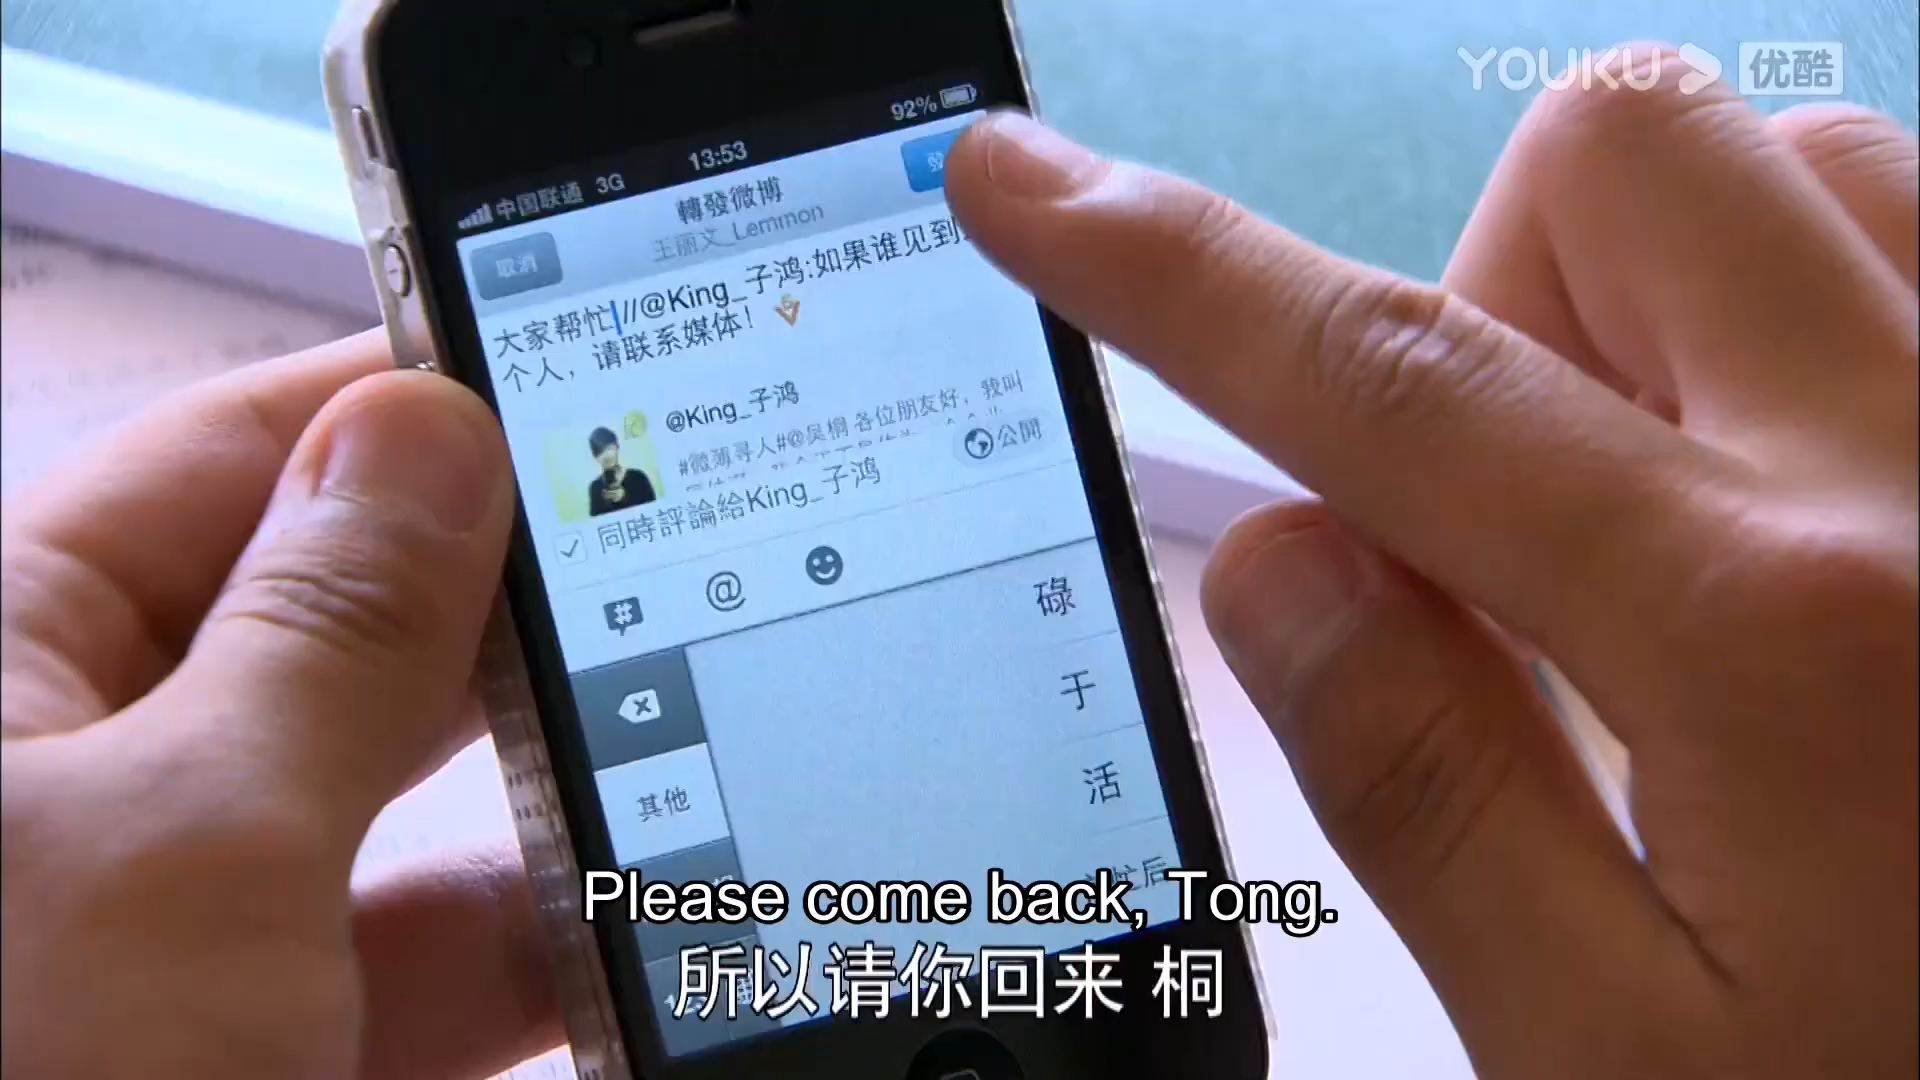 YOUKU 优酷
92%
中国联通 3G 13:53
轉發微博
王丽文_Lemmon
取消
大家帮忙//@King_子鸿:如果谁见到
个人，请联系媒体！
@King_子鸿
#微薄寻人#@吴桐 各位朋友好，我叫
公開
同時評論給King_子鸿
@
碌
于
活
其他
忙后
Please come back, Tong.
所以请你回来 桐